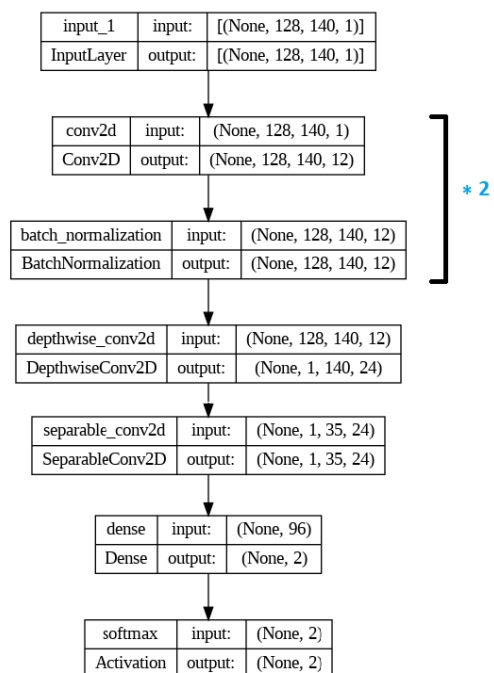 input_1 input: [(None, 128, 140, 1)]
InputLayer output: [(None, 128, 140, 1)]
conv2d input: (None, 128, 140, 1)
Conv2D output: (None, 128, 140, 12)
* 2
batch_normalization input: (None, 128, 140, 12)
BatchNormalization output: (None, 128, 140, 12)
depthwise_conv2d input: (None, 128, 140, 12)
DepthwiseConv2D output: (None, 1, 140, 24)
separable_conv2d input: (None, 1, 35, 24)
SeparableConv2D output: (None, 1, 35, 24)
dense input: (None, 96)
Dense output: (None, 2)
softmax input: (None, 2)
Activation output: (None, 2)